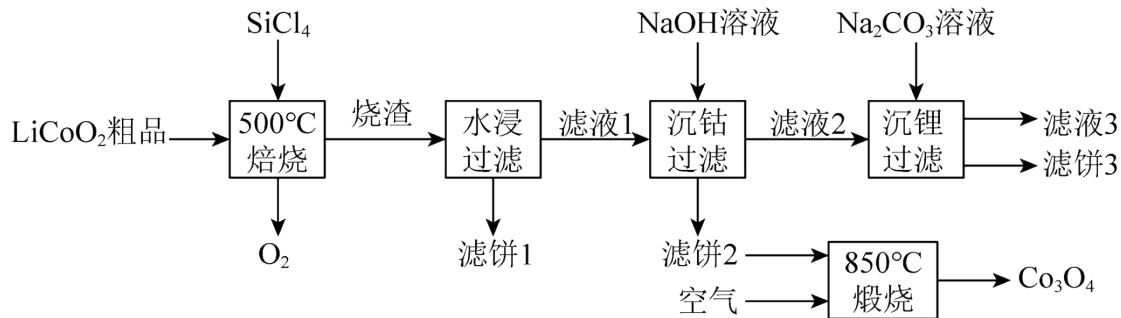 SiCl₄
NaOH溶液
Na₂CO₃溶液
LiCoO₂粗品
500℃
焙烧
烧渣
水浸
过滤
滤液1
沉钴
过滤
滤液2
沉锂
过滤
滤液3
滤饼3
O₂
滤饼1
滤饼2
空气
850℃
煅烧
Co₃O₄